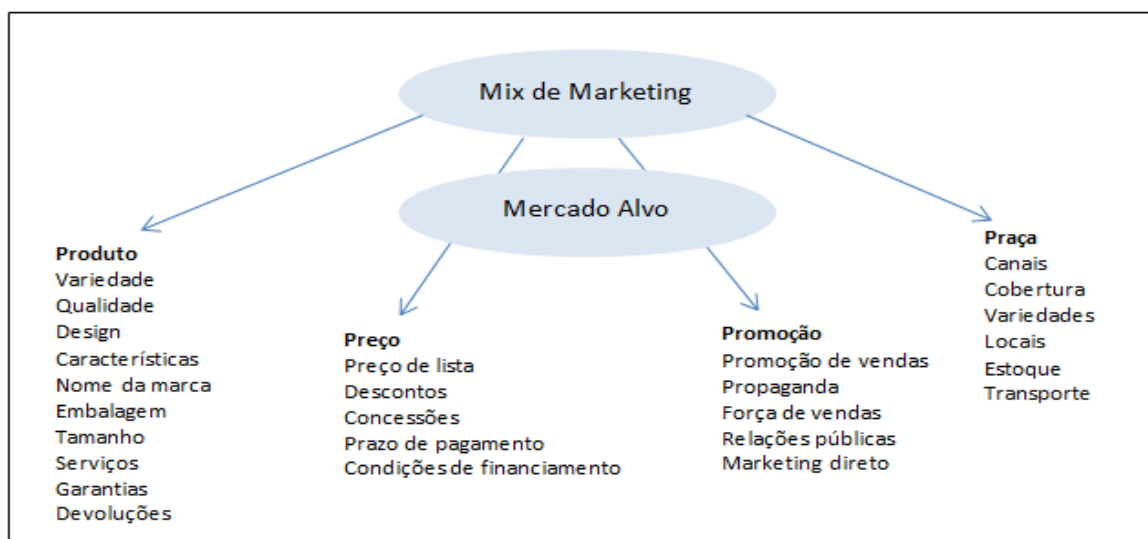 Mix de Marketing
Mercado Alvo
Produto
Variedade
Qualidade
Design
Características
Nome da marca
Embalagem
Tamanho
Serviços
Garantias
Devoluções
Preço
Preço de lista
Descontos
Concessões
Prazo de pagamento
Condições de financiamento
Promoção
Promoção de vendas
Propaganda
Força de vendas
Relações públicas
Marketing direto
Praça
Canais
Cobertura
Variedades
Locais
Estoque
Transporte